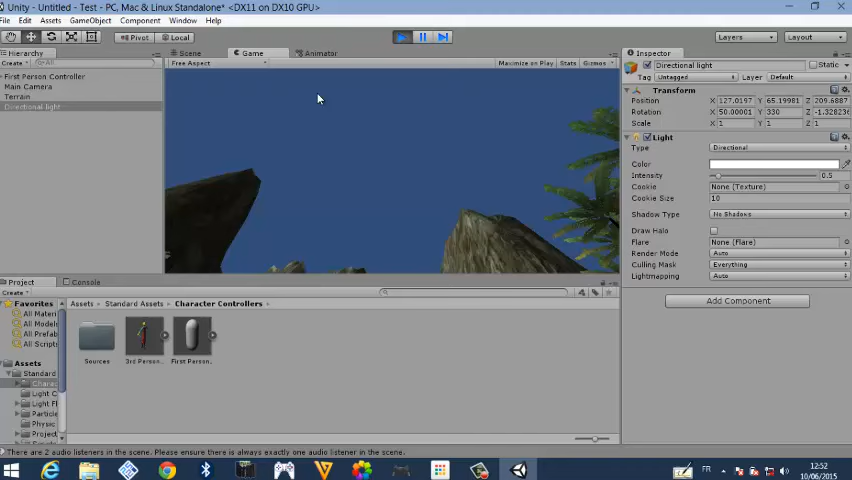 Unity - Untitled - Test - PC, Mac & Linux Standalone* <DX11 on DX10 GPU>
File Edit Assets GameObject Component Window Help
Pivot Local Layers Layout
Hierarchy
Create All
First Person Controller
Main Camera
Terrain
Directional light
Scene Game Animator
Free Aspect Maximize on Play Stats Gizmos
Inspector
Directional light Static
Tag Untagged Layer Default
Transform
Position X 127.0197 Y 65.19981 Z 209.6887
Rotation X 50.00001 Y 330 Z -1.328236
Scale X 1 Y 1 Z 1
Light
Type Directional
Color
Intensity 0.5
Cookie None (Texture)
Cookie Size 10
Shadow Type No Shadows
Draw Halo
Flare None (Flare)
Render Mode Auto
Culling Mask Everything
Lightmapping Auto
Add Component
Project Console
Create
Favorites
All Materi
All Models
All Prefab
All Scripts
Assets
Standard
Charac
Light C
Light Fl
Particle
Physic
Project
Assets Standard Assets Character Controllers
Sources 3rd Person... First Person..
There are 2 audio listeners in the scene. Please ensure there is always exactly one audio listener in the scene.
FR 12:52
10/06/2015